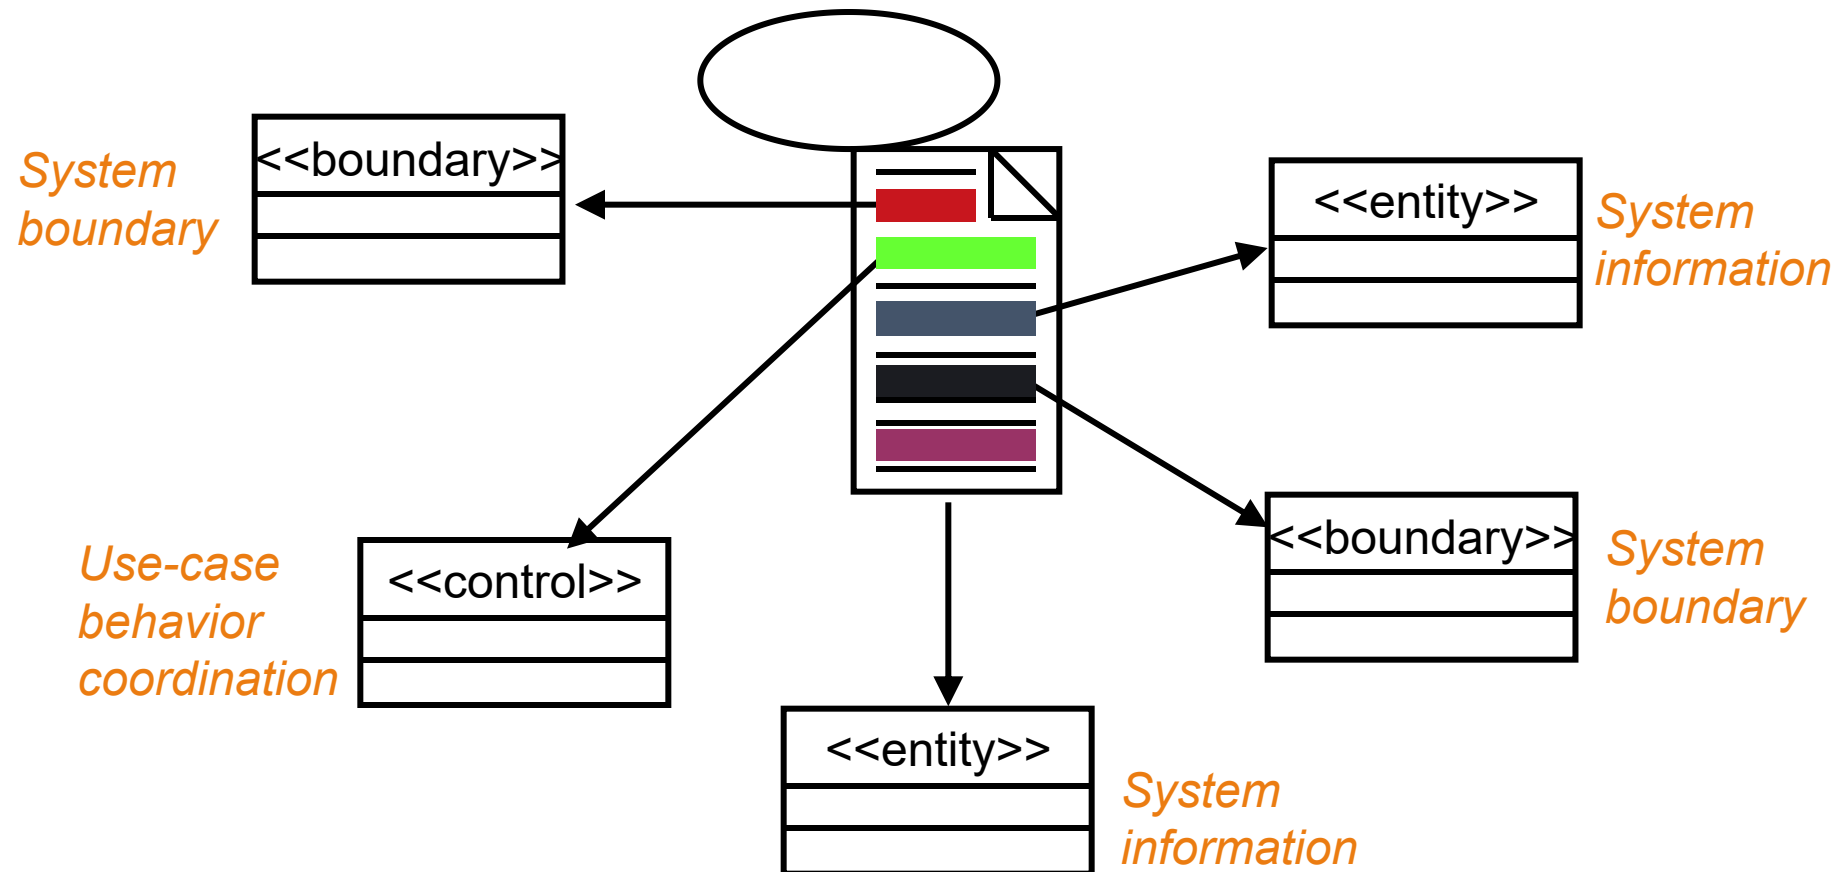 System
boundary
<<boundary>>
<<entity>>
System
information
Use-case
behavior
coordination
<<control>>
<<boundary>>
System
boundary
<<entity>>
System
information